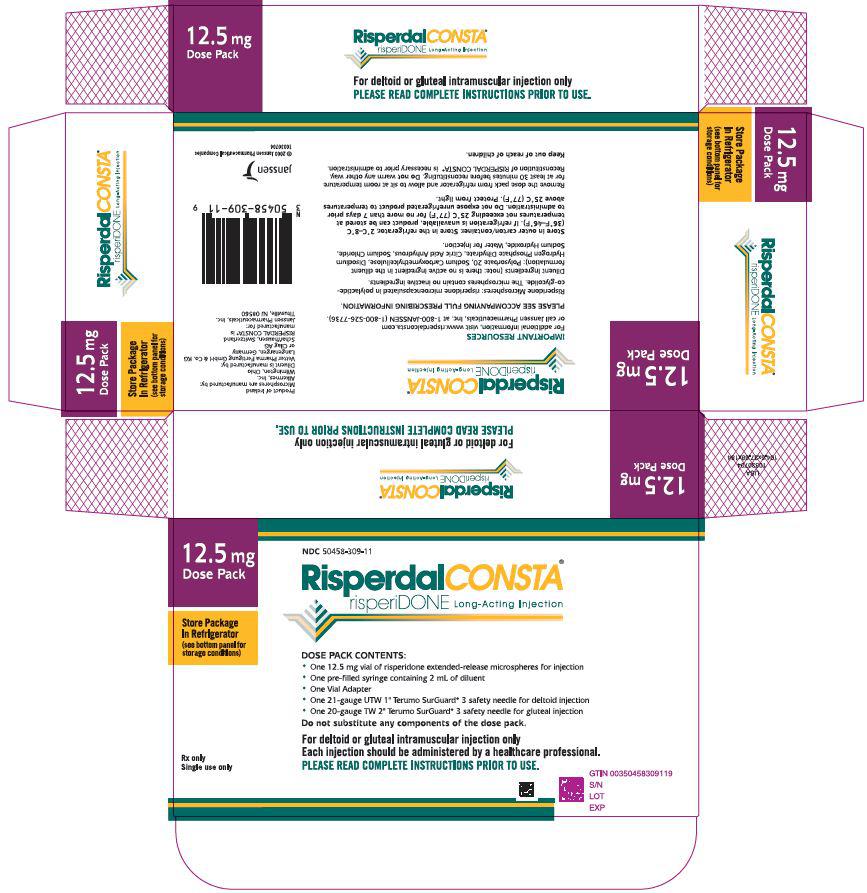 12.5 mg
Dose Pack
RisperdalCONSTA®
risperiDONE Long-Acting Injection
For deltoid or gluteal intramuscular injection only
PLEASE READ COMPLETE INSTRUCTIONS PRIOR TO USE.
RisperdalCONSTA®
risperiDONE Long-Acting Injection
12.5 mg
Dose Pack
Store Package
In Refrigerator
(see bottom panel for
storage conditions)
12.5 mg
Dose Pack
RisperdalCONSTA®
risperiDONE Long-Acting Injection
IMPORTANT RESOURCES
For additional information, visit www.risperdalconsta.com
or call Janssen Pharmaceuticals, Inc. at 1-800-JANSSEN (1-800-526-7736).
PLEASE SEE ACCOMPANYING FULL PRESCRIBING INFORMATION.
Risperidone Microspheres: risperidone microencapsulated in polylactide-
co-glycolide. The microspheres contain no inactive ingredients.
Diluent Ingredients (note: there is no active ingredient in the diluent
formulation): Polysorbate 20, Sodium Carboxymethylcellulose, Disodium
Hydrogen Phosphate Dihydrate, Citric Acid Anhydrous, Sodium Chloride,
Sodium Hydroxide, Water for Injection.
Store in outer carton/container. Store in the refrigerator, 2°C-8°C
(36°F-46°F). If refrigeration is unavailable, product can be stored at
temperatures not exceeding 25°C (77°F) for no more than 7 days prior
to administration. Do not expose unrefrigerated product to temperatures
above 25°C (77°F). Protect from light.
Remove the dose pack from refrigerator and allow to sit at room temperature
for at least 30 minutes before reconstituting. Do not warm any other way.
Reconstitution of RISPERDAL CONSTA® is necessary prior to administration.
Keep out of reach of children.
Product of Ireland
Microspheres are manufactured by:
Alkermes, Inc.
Wilmington, Ohio
Diluent is manufactured by:
Vetter Pharma Fertigung GmbH & Co. KG
Langenargen, Germany
or Cilag AG
Schaffhausen, Switzerland
RISPERDAL CONSTA® is
manufactured for:
Janssen Pharmaceuticals, Inc.
Titusville, NJ 08560
N3 50458-309-11 9
janssen
© 2003 Janssen Pharmaceutical Companies
12.5 mg
Dose Pack
Store Package
In Refrigerator
(see bottom panel for
storage conditions)
RisperdalCONSTA®
risperiDONE Long-Acting Injection
12.5 mg
Dose Pack
RisperdalCONSTA®
risperiDONE Long-Acting Injection
For deltoid or gluteal intramuscular injection only
PLEASE READ COMPLETE INSTRUCTIONS PRIOR TO USE.
USA
12.5 mg
Dose Pack
Store Package
In Refrigerator
(see bottom panel for
storage conditions)
NDC 50458-309-11
RisperdalCONSTA®
risperiDONE Long-Acting Injection
DOSE PACK CONTENTS:
• One 12.5 mg vial of risperidone extended-release microspheres for injection
• One pre-filled syringe containing 2 mL of diluent
• One Vial Adapter
• One 21-gauge UTW 1" Terumo SurGuard® 3 safety needle for deltoid injection
• One 20-gauge TW 2" Terumo SurGuard® 3 safety needle for gluteal injection
Do not substitute any components of the dose pack.
For deltoid or gluteal intramuscular injection only
Each injection should be administered by a healthcare professional.
PLEASE READ COMPLETE INSTRUCTIONS PRIOR TO USE.
Rx only
Single use only
GTIN 00350458309119
S/N
LOT
EXP